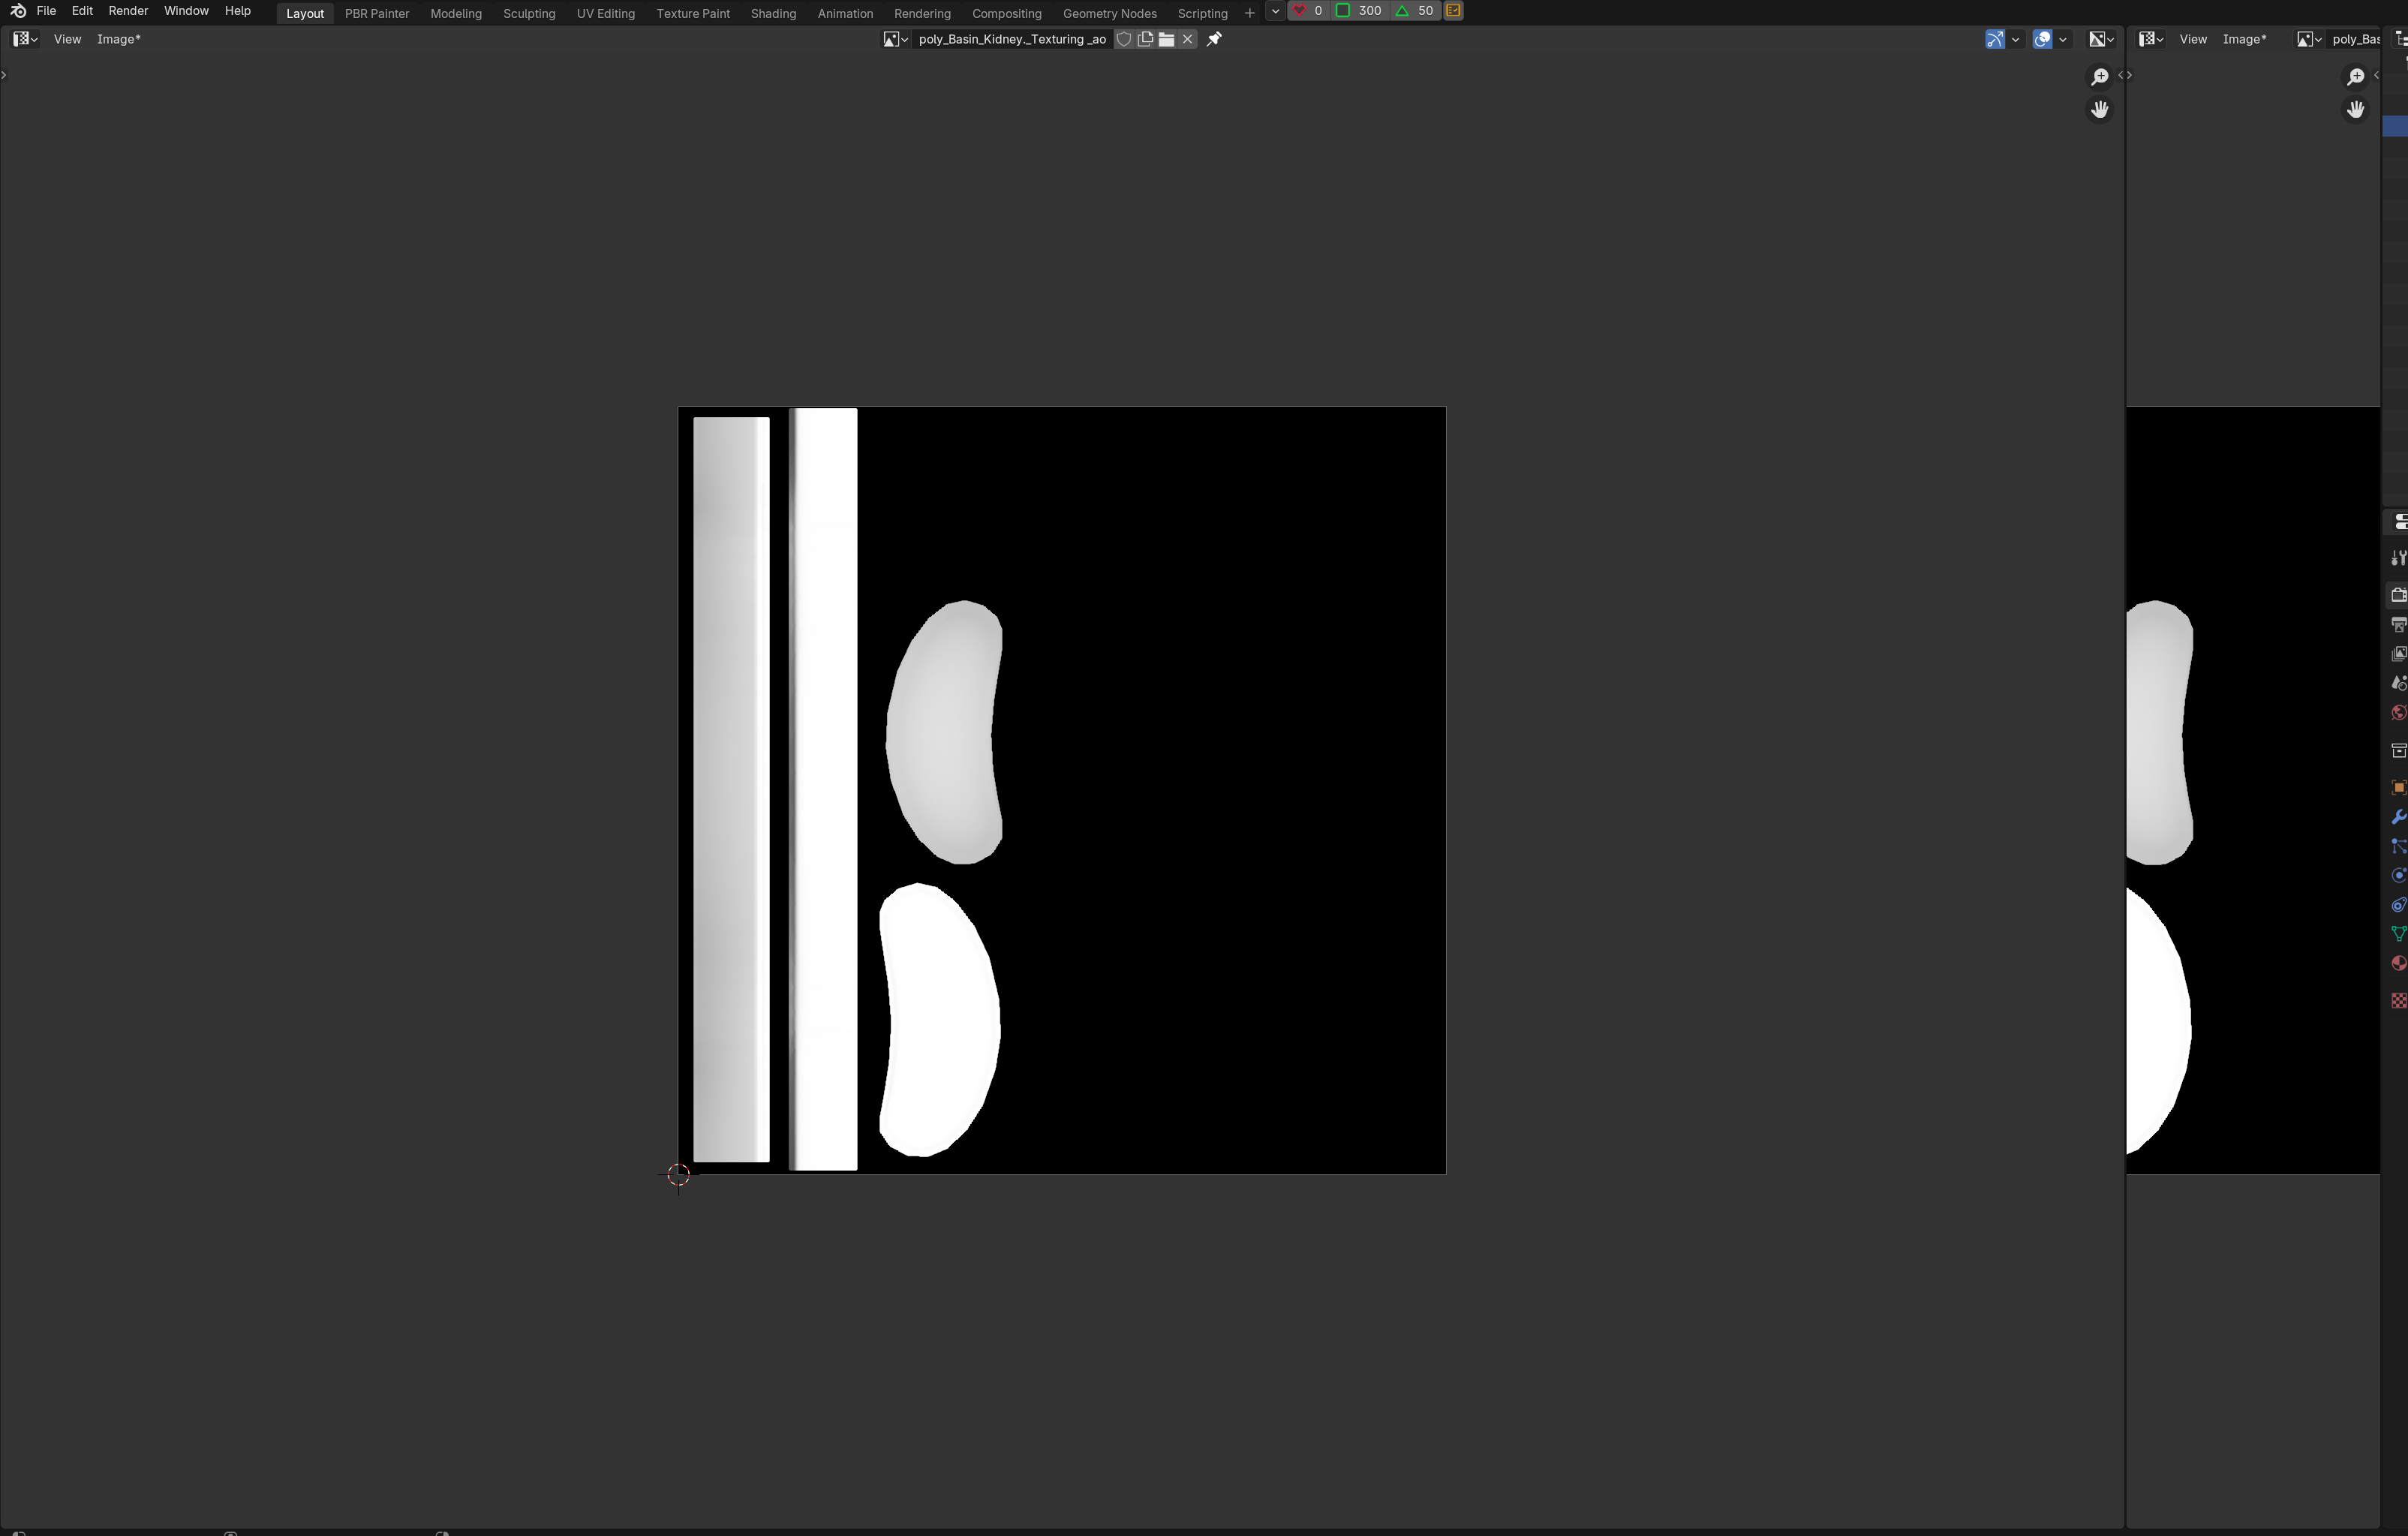 File Edit Render Window Help Layout PBR Painter Modeling Sculpting UV Editing Texture Paint Shading Animation Rendering Compositing Geometry Nodes Scripting + 0 300 50
View Image* poly_Basin_Kidney._Texturing _ao View Image* poly_Bas